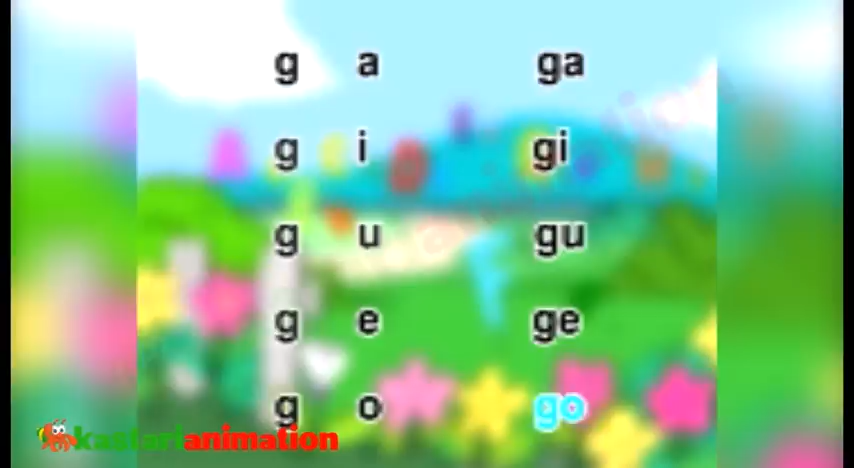 g a ga
g i gi
g u gu
g e ge
g o go
kastarianimation